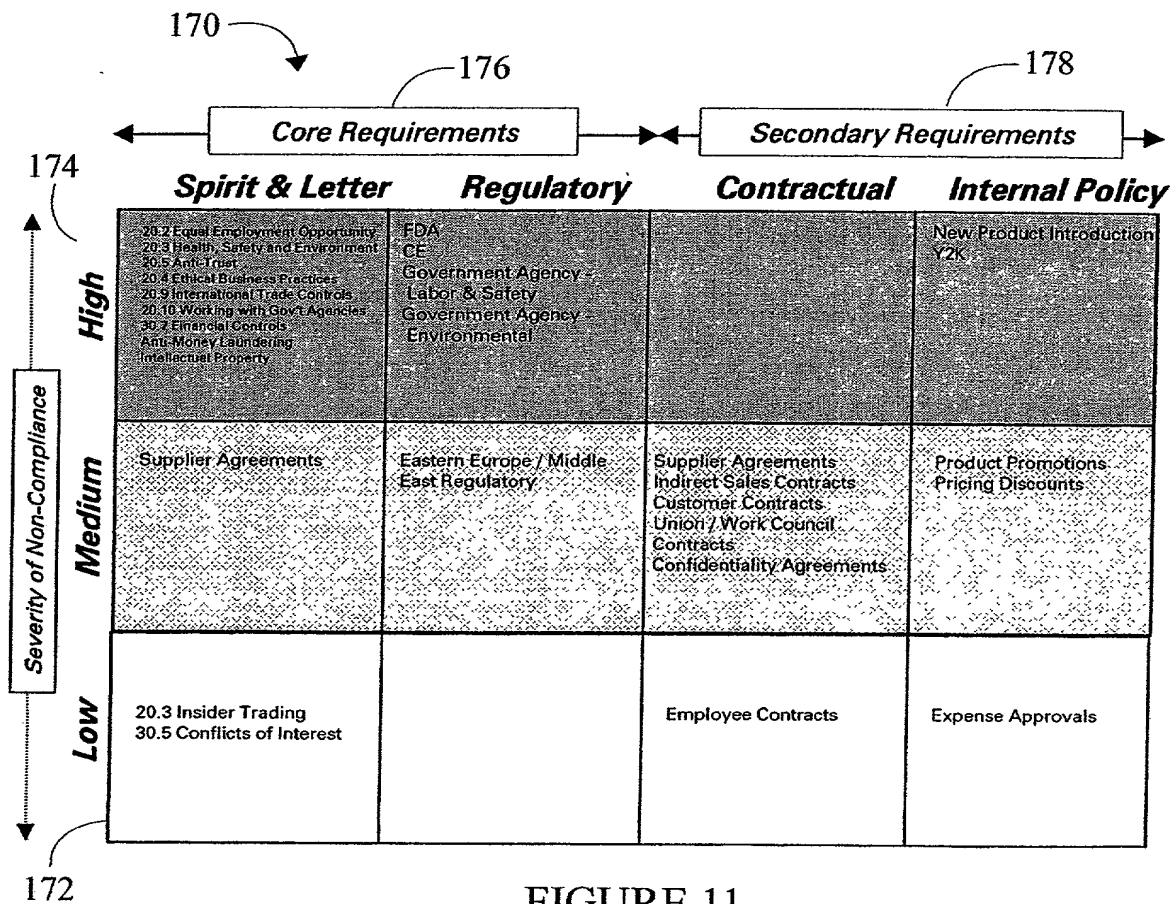 170
176
178
Core Requirements
Secondary Requirements
174
Spirit & Letter
Regulatory
Contractual
Internal Policy
Severity of Non-Compliance
High
20.2 Equal Employment Opportunity
20.3 Health, Safety and Environment
20.5 Anti-Trust
20.4 Ethical Business Practices
20.9 International Trade Controls
20.10 Working with Gov't Agencies
30.7 Financial Controls
Anti-Money Laundering
Intellectual Property
FDA
CE
Government Agency -
Labor & Safety
Government Agency -
Environmental
New Product Introduction
Y2K
Medium
Supplier Agreements
Eastern Europe / Middle
East Regulatory
Supplier Agreements
Indirect Sales Contracts
Customer Contracts
Union / Work Council
Contracts
Confidentiality Agreements
Product Promotions
Pricing Discounts
Low
20.3 Insider Trading
30.5 Conflicts of Interest
Employee Contracts
Expense Approvals
172
FIGURE 11